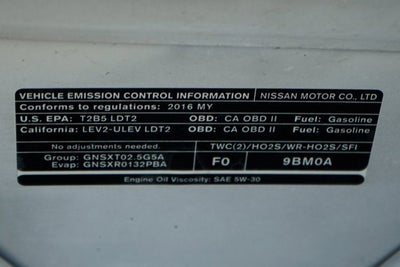 VEHICLE EMISSION CONTROL INFORMATION NISSAN MOTOR CO., LTD
Conforms to regulations: 2016 MY
U.S. EPA: T2B5 LDT2 OBD: CA OBD II Fuel: Gasoline
California: LEV2-ULEV LDT2 OBD: CA OBD II Fuel: Gasoline
No adjustments needed. TWC(2)/HO2S/WR-HO2S/SFI
Group: GNSXT02.5G5A
Evap: GNSXR0132PBA
F0 9BM0A
Engine Oil Viscosity: SAE 5W-30